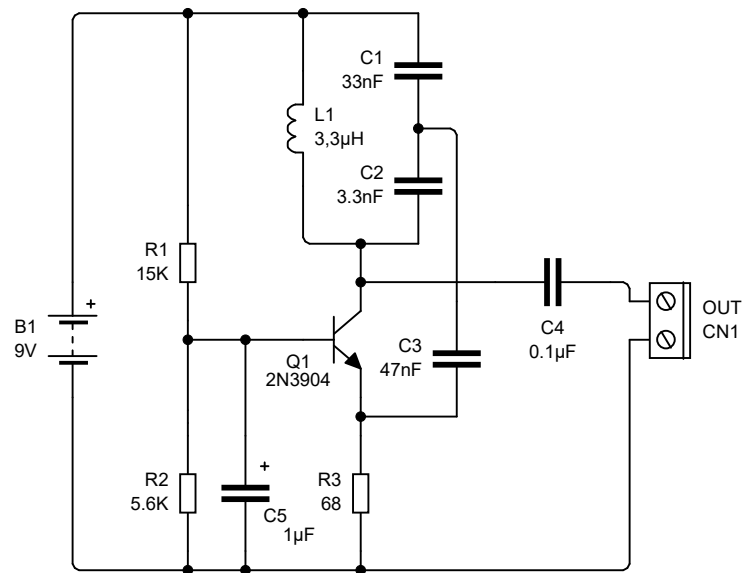 C1
33nF
L1
3,3µH
C2
3.3nF
R1
15K
+
B1
9V
Q1
2N3904
C3
47nF
C4
0.1µF
OUT
CN1
R2
5.6K
+
C5
1µF
R3
68